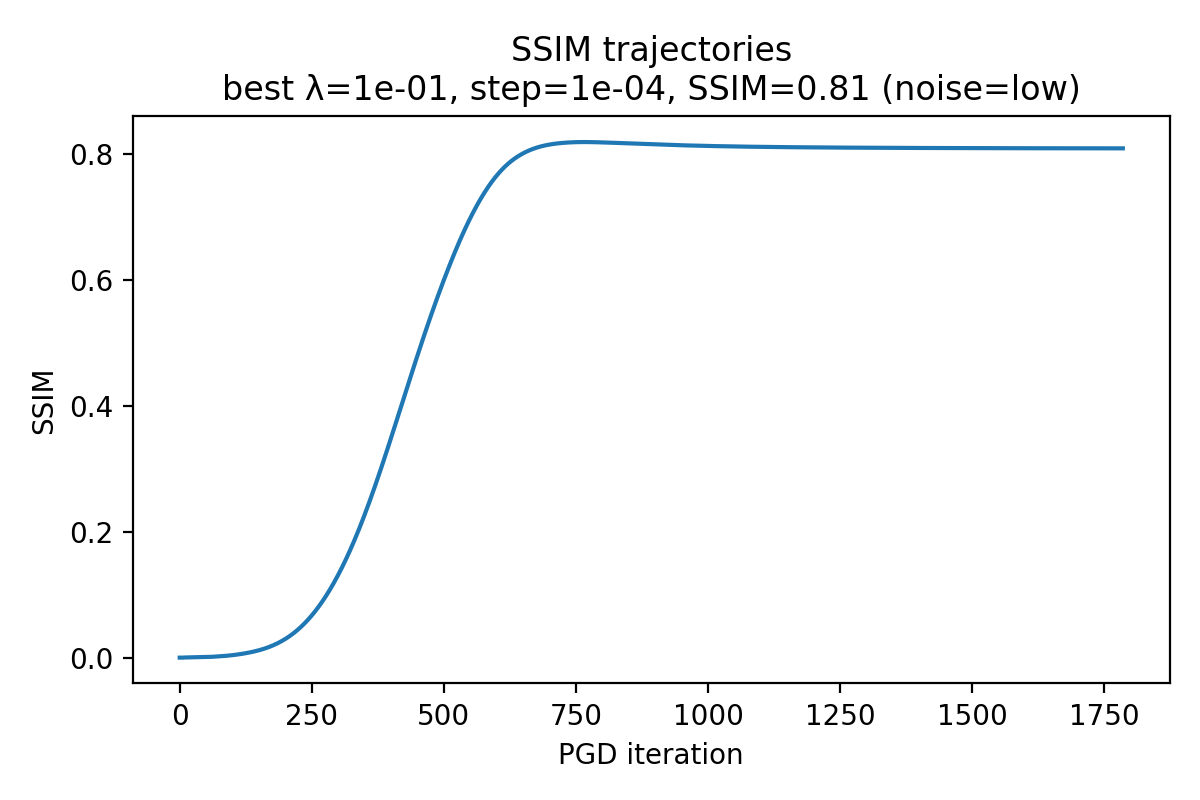 SSIM trajectories
best λ=1e-01, step=1e-04, SSIM=0.81 (noise=low)
SSIM
0.8
0.6
0.4
0.2
0.0
0 250 500 750 1000 1250 1500 1750
PGD iteration